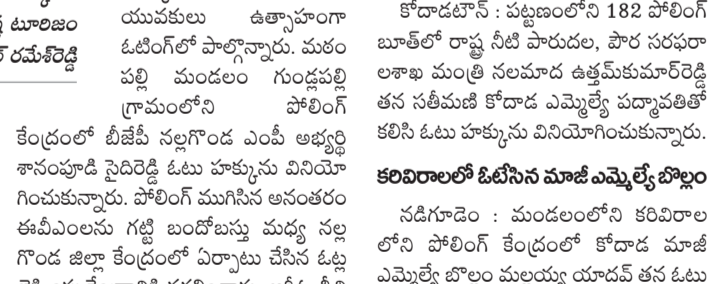 టూరిజం
రమేశ్‌రెడ్డి
యువకులు ఉత్సాహంగా
ఓటింగ్‌లో పాల్గొన్నారు. మఠం
పల్లి మండలం గుండ్లపల్లి
గ్రామంలోని పోలింగ్
కేంద్రంలో బీజేపీ నల్లగొండ ఎంపీ అభ్యర్థి
శానంపూడి సైదిరెడ్డి ఓటు హక్కును వినియో
గించుకున్నారు. పోలింగ్ ముగిసిన అనంతరం
ఈవీఎంలను గట్టి బందోబస్తు మధ్య నల్ల
గొండ జిల్లా కేంద్రంలో ఏర్పాటు చేసిన ఓట్ల
కోదాడటౌన్ : పట్టణంలోని 182 పోలింగ్
బూత్‌లో రాష్ట్ర నీటి పారుదల, పౌర సరఫరా
లశాఖ మంత్రి నలమాద ఉత్తమ్‌కుమార్‌రెడ్డి
తన సతీమణి కోదాడ ఎమ్మెల్యే పద్మావతితో
కలిసి ఓటు హక్కును వినియోగించుకున్నారు.
కరివిరాలలో ఓటేసిన మాజీ ఎమ్మెల్యే బొల్లం
నడిగూడెం : మండలంలోని కరివిరాల
లోని పోలింగ్ కేంద్రంలో కోదాడ మాజీ
ఎమ్మెల్యే బొల్లం మల్లయ్య యాదవ్ తన ఓటు